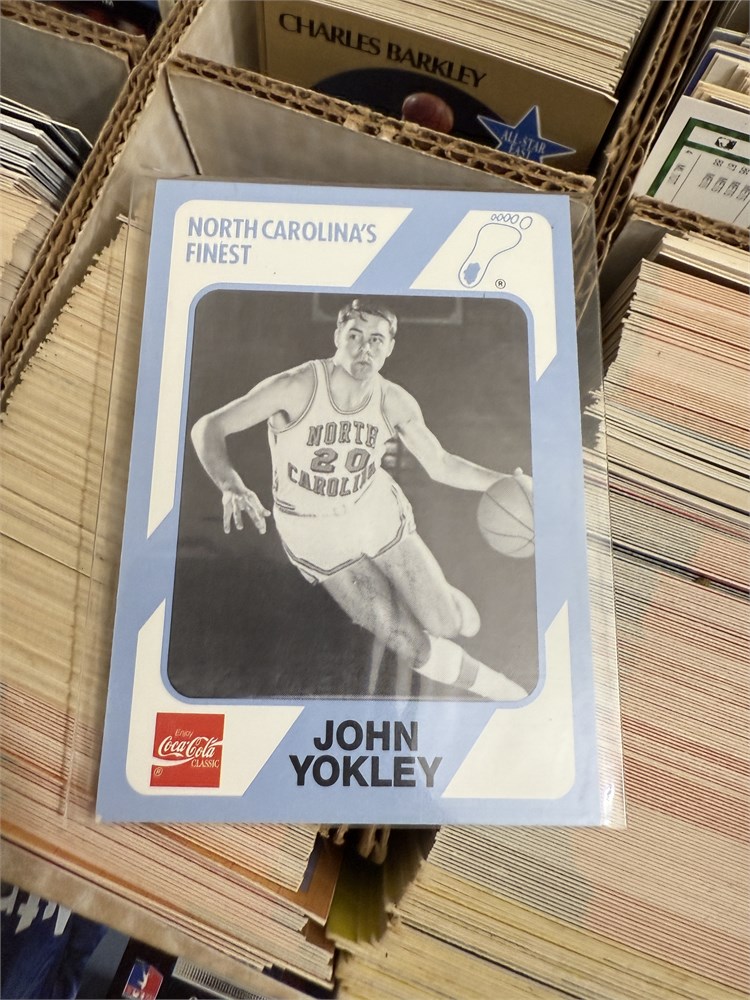 CHARLES BARKLEY
ALL-STAR
EAST
NORTH CAROLINA'S
FINEST
®
NORTH
20
CAROLINA
Enjoy
Coca-Cola
CLASSIC
®
JOHN
YOKLEY